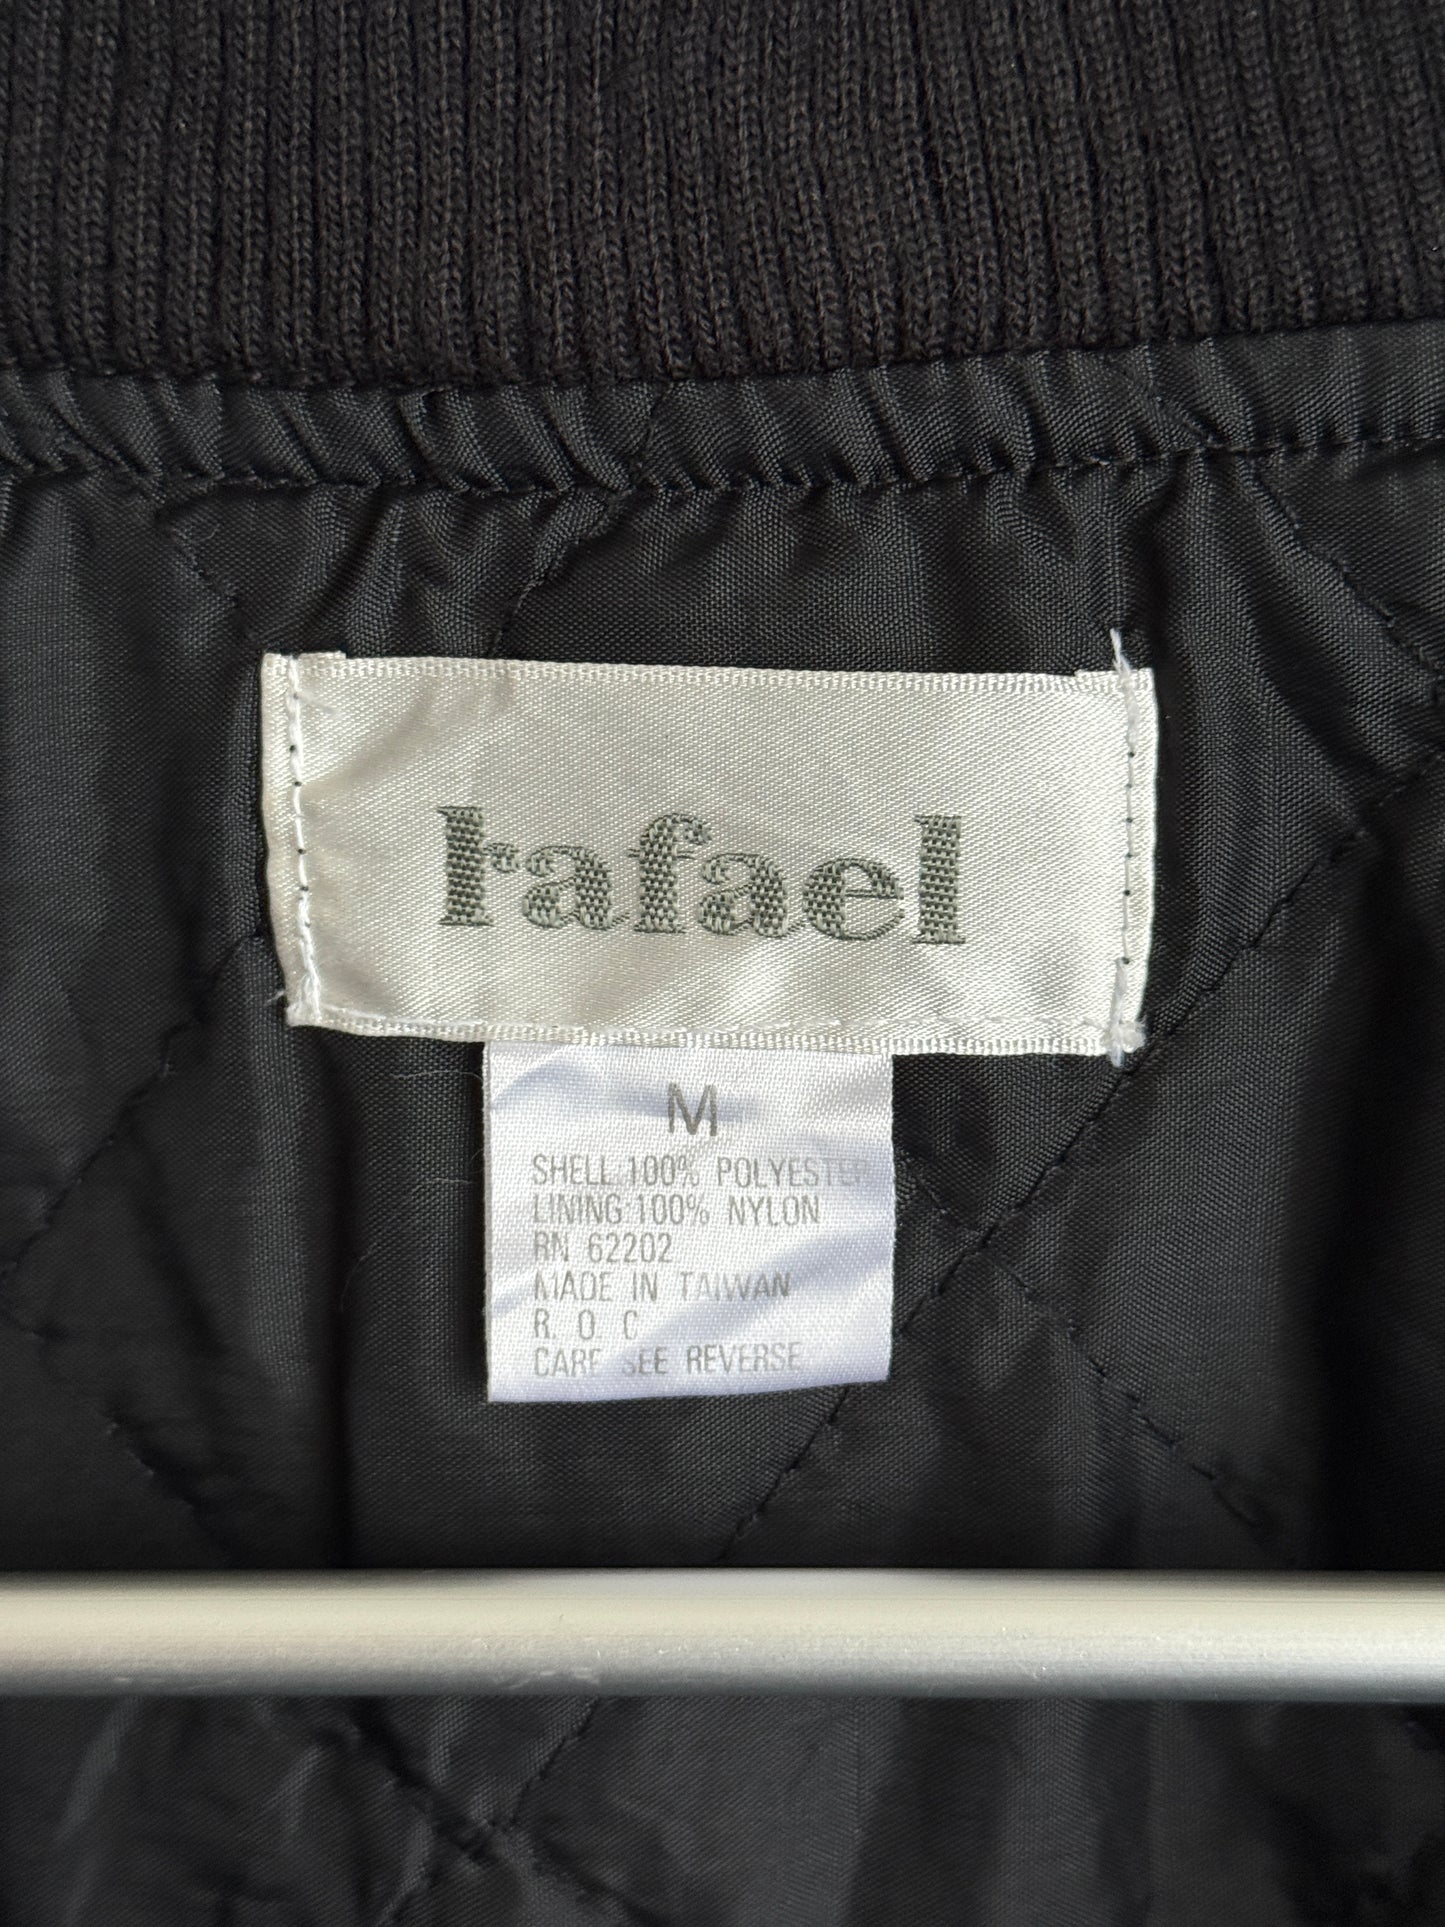 rafael
M
SHELL:100% POLYESTER
LINING:100% NYLON
RN 62202
MADE IN TAIWAN
R. O. C
CARE SEE REVERSE